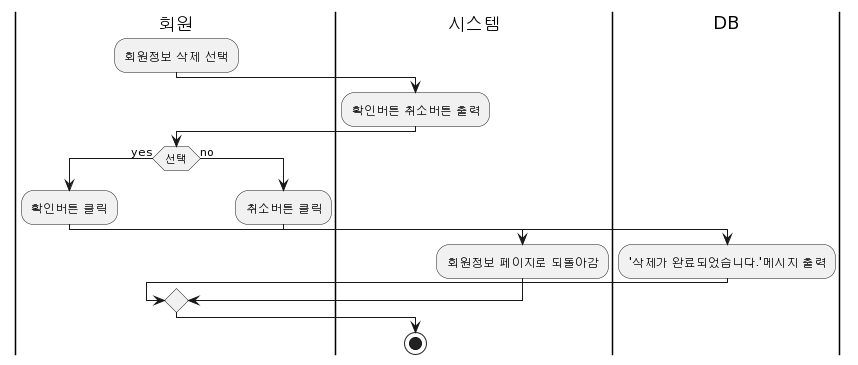 회원
시스템
DB
회원정보 삭제 선택
확인버튼 취소버튼 출력
yes
선택
no
확인버튼 클릭
취소버튼 클릭
회원정보 페이지로 되돌아감
'삭제가 완료되었습니다.'메시지 출력